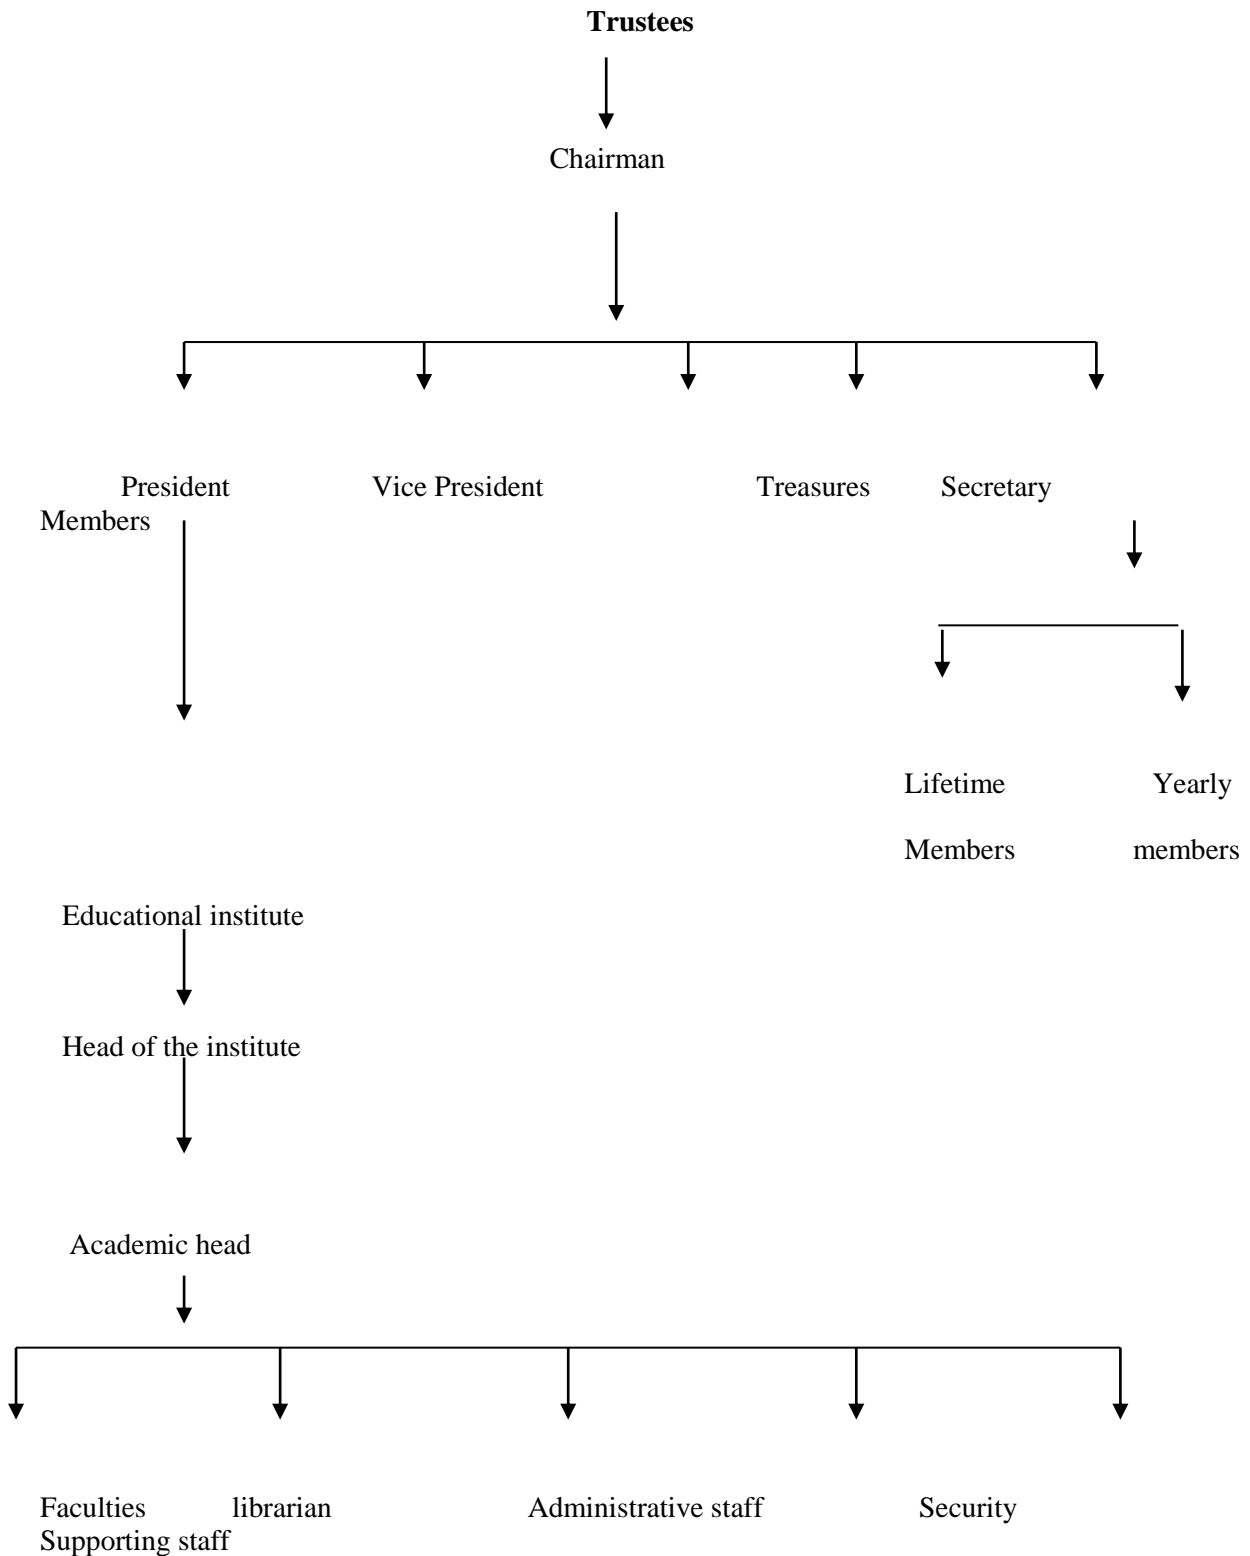 Trustees
Chairman
President Vice President Treasures Secretary
Members
Lifetime Yearly
Members members
Educational institute
Head of the institute
Academic head
Faculties librarian Administrative staff Security
Supporting staff